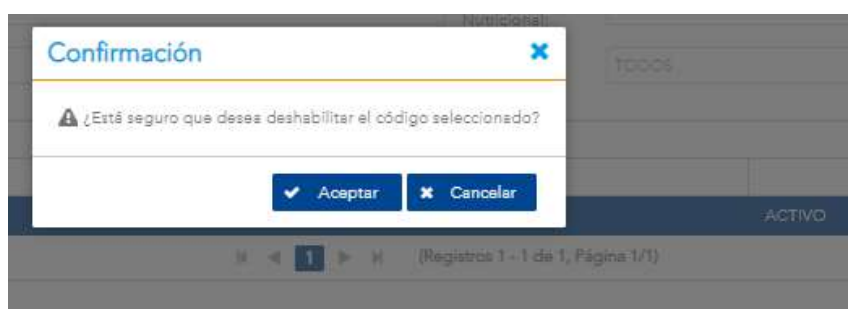 Nutricional:
Confirmación
TODOS
¿Está seguro que desea deshabilitar el código seleccionado?
Aceptar
Cancelar
ACTIVO
1
(Registros 1 - 1 de 1, Página 1/1)